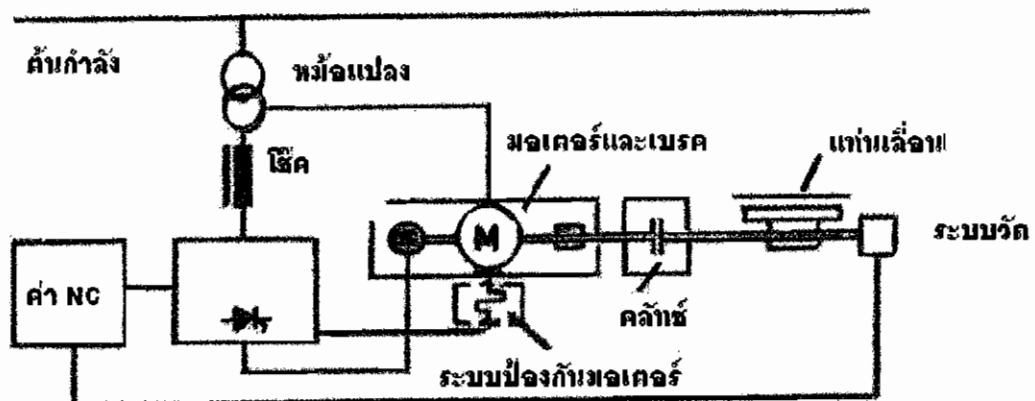 ต้นกำลัง
หม้อแปลง
โช๊ค
มอเตอร์และเบรค
แท่นเลื่อน
M
ระบบวัด
ค่า NC
คลัทช์
ระบบป้องกันมอเตอร์